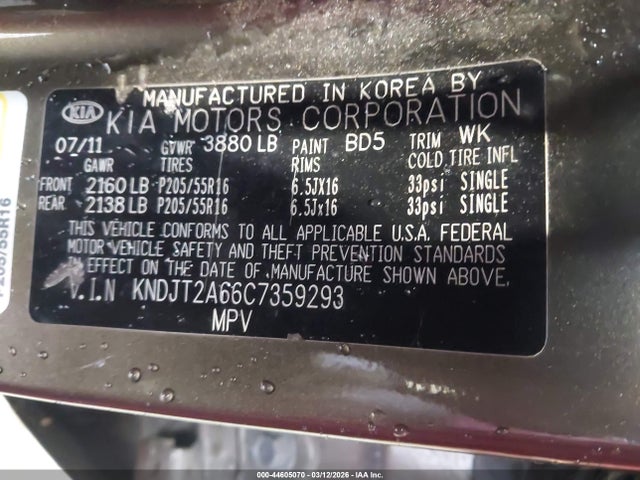 MANUFACTURED IN KOREA BY
KIA KIA MOTORS CORPORATION
07/11 GVWR 3880 LB PAINT BD5 TRIM WK
GAWR TIRES RIMS COLD TIRE INFL
FRONT 2160 LB P205/55R16 6.5JX16 33psi SINGLE
REAR 2138 LB P205/55R16 6.5Jx16 33psi SINGLE
THIS VEHICLE CONFORMS TO ALL APPLICABLE U.S.A. FEDERAL
MOTOR VEHICLE SAFETY AND THEFT PREVENTION STANDARDS
IN EFFECT ON THE DATE OF MANUFACTURE SHOWN ABOVE.
V.I.N KNDJT2A66C7359293
MPV
P205/55R16
000-44605070 | 03/12/2026 | IAA Inc.